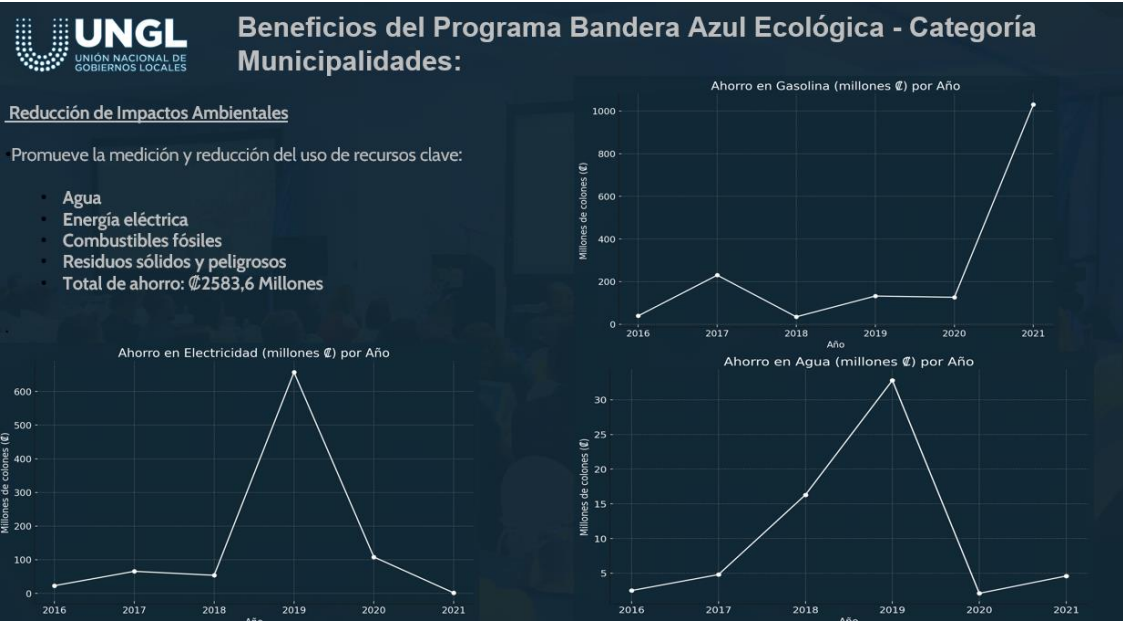 UNGL
UNIÓN NACIONAL DE
GOBIERNOS LOCALES
Beneficios del Programa Bandera Azul Ecológica - Categoría
Municipalidades:
Reducción de Impactos Ambientales
•Promueve la medición y reducción del uso de recursos clave:
• Agua
• Energía eléctrica
• Combustibles fósiles
• Residuos sólidos y peligrosos
• Total de ahorro: ₡2583,6 Millones
Ahorro en Gasolina (millones ₡) por Año
Millones de colones (₡)
1000
800
600
400
200
0
2016 2017 2018 2019 2020 2021
Año
Ahorro en Electricidad (millones ₡) por Año
Millones de colones (₡)
600
500
400
300
200
100
0
2016 2017 2018 2019 2020 2021
Año
Ahorro en Agua (millones ₡) por Año
Millones de colones (₡)
30
25
20
15
10
5
2016 2017 2018 2019 2020 2021
Año